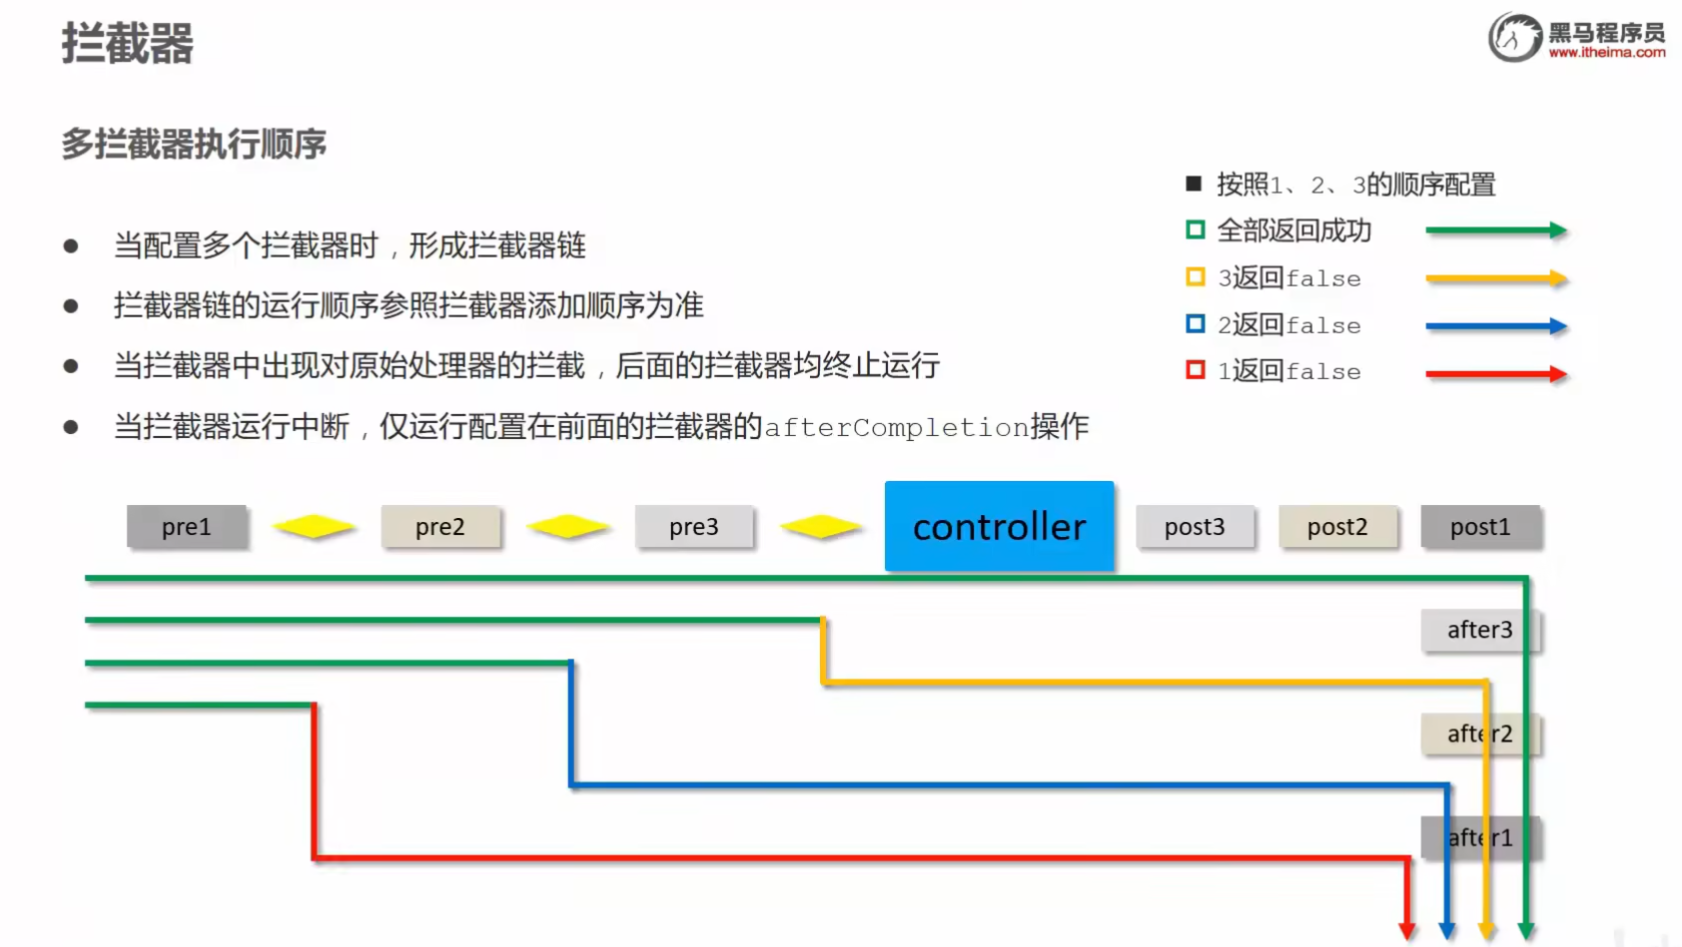 拦截器
黑马程序员
www.itheima.com
多拦截器执行顺序
当配置多个拦截器时，形成拦截器链
拦截器链的运行顺序参照拦截器添加顺序为准
当拦截器中出现对原始处理器的拦截，后面的拦截器均终止运行
当拦截器运行中断，仅运行配置在前面的拦截器的afterCompletion操作
按照1、2、3的顺序配置
全部返回成功
3返回false
2返回false
1返回false
pre1 pre2 pre3 controller post3 post2 post1
after3
after2
after1